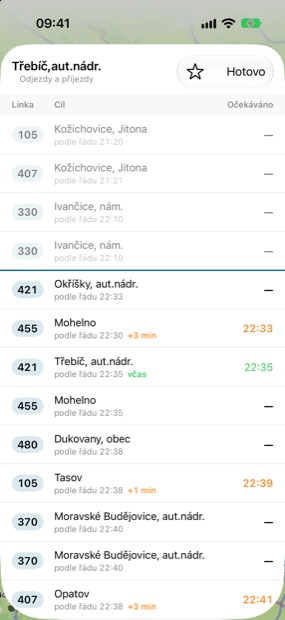 09:41
Třebíč,aut.nádr.
Odjezdy a příjezdy
Hotovo
Linka Cíl Očekáváno
105 Kožichovice, Jitona —
podle řádu 21:20
407 Kožichovice, Jitona —
podle řádu 21:21
330 Ivančice, nám. —
podle řádu 22:10
330 Ivančice, nám. —
podle řádu 22:10
421 Okříšky, aut.nádr. —
podle řádu 22:33
455 Mohelno 22:33
podle řádu 22:30 +3 min
421 Třebíč, aut.nádr. 22:35
podle řádu 22:35 včas
455 Mohelno —
podle řádu 22:35
480 Dukovany, obec —
podle řádu 22:38
105 Tasov 22:39
podle řádu 22:38 +1 min
370 Moravské Budějovice, aut.nádr. —
podle řádu 22:40
370 Moravské Budějovice, aut.nádr. —
podle řádu 22:40
407 Opatov 22:41
podle řádu 22:38 +3 min